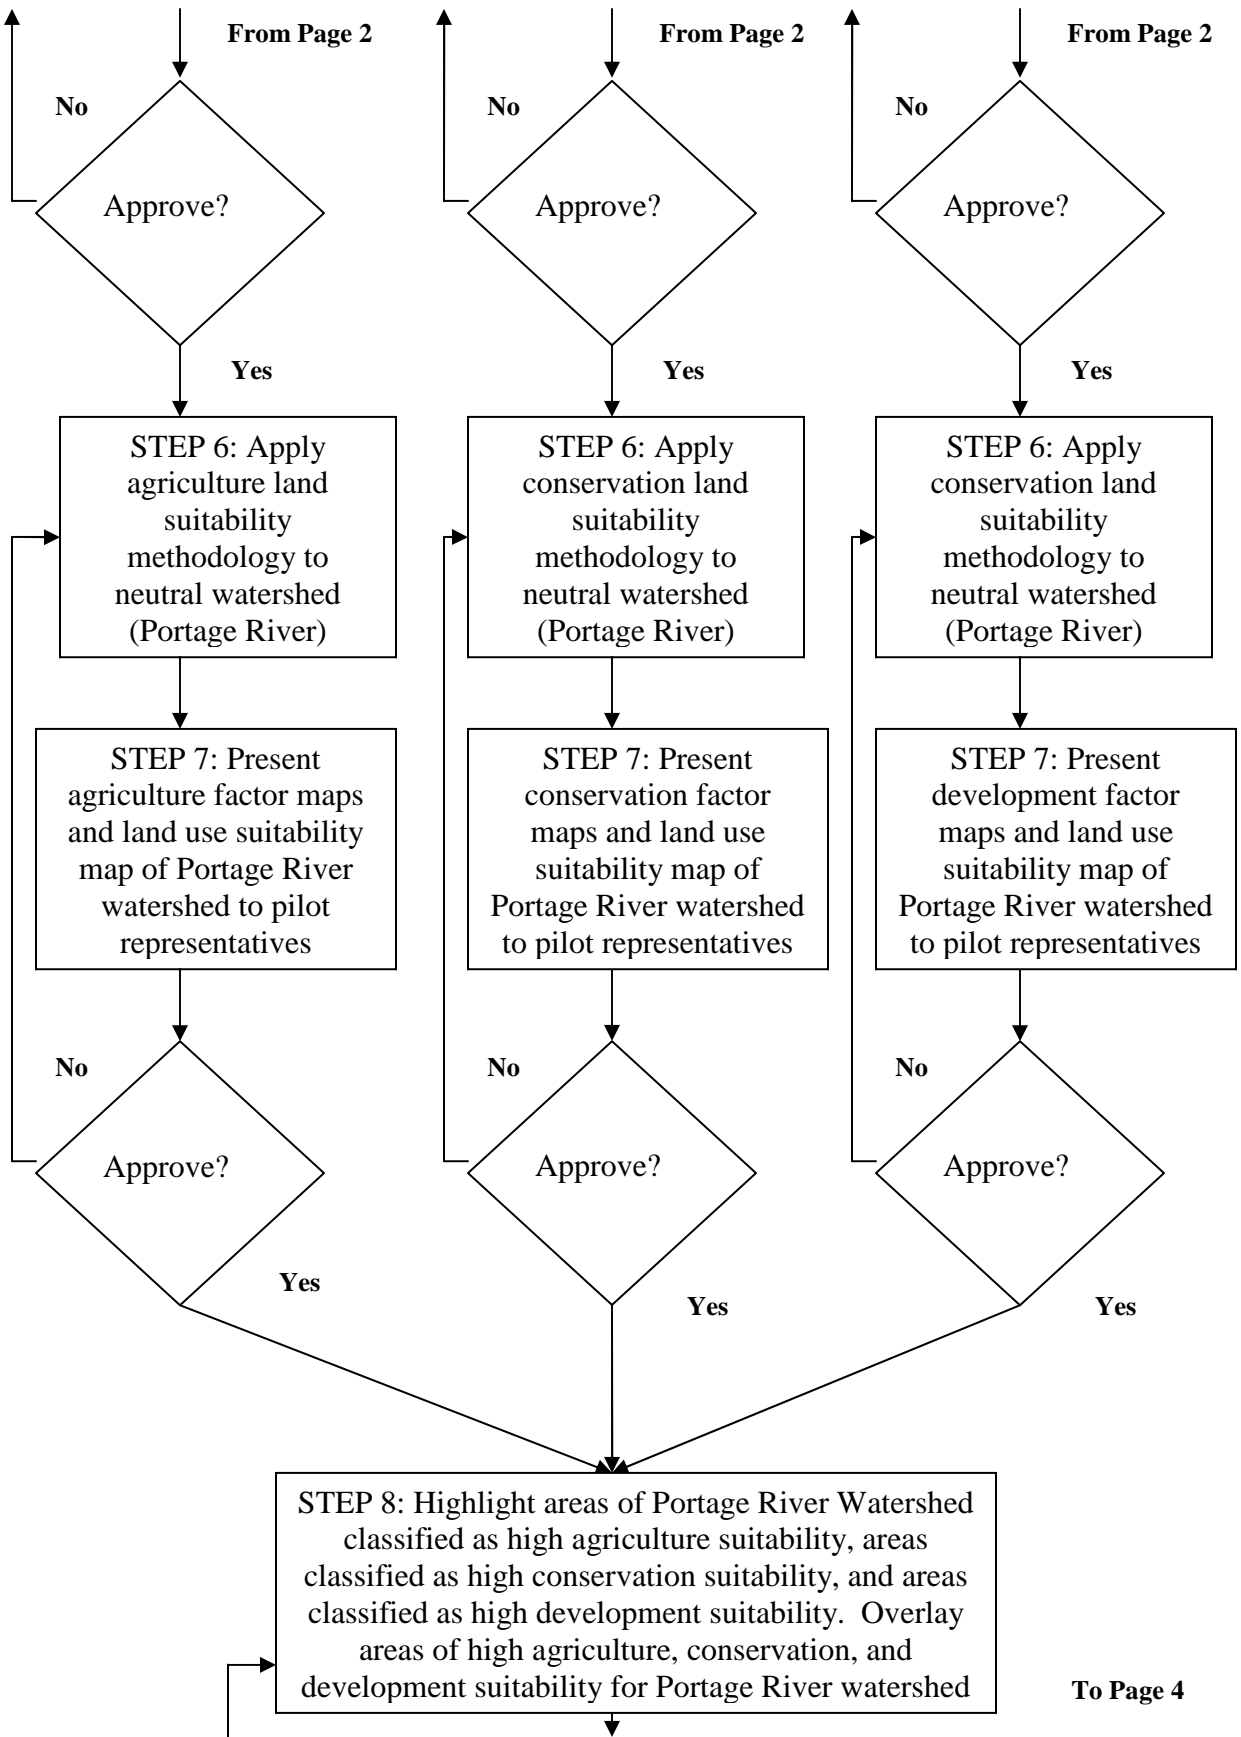 From Page 2
From Page 2
From Page 2
No
No
No
Approve?
Approve?
Approve?
Yes
Yes
Yes
STEP 6: Apply
agriculture land
suitability
methodology to
neutral watershed
(Portage River)
STEP 6: Apply
conservation land
suitability
methodology to
neutral watershed
(Portage River)
STEP 6: Apply
conservation land
suitability
methodology to
neutral watershed
(Portage River)
STEP 7: Present
agriculture factor maps
and land use suitability
map of Portage River
watershed to pilot
representatives
STEP 7: Present
conservation factor
maps and land use
suitability map of
Portage River watershed
to pilot representatives
STEP 7: Present
development factor
maps and land use
suitability map of
Portage River watershed
to pilot representatives
No
No
No
Approve?
Approve?
Approve?
Yes
Yes
Yes
STEP 8: Highlight areas of Portage River Watershed
classified as high agriculture suitability, areas
classified as high conservation suitability, and areas
classified as high development suitability.  Overlay
areas of high agriculture, conservation, and
development suitability for Portage River watershed
To Page 4